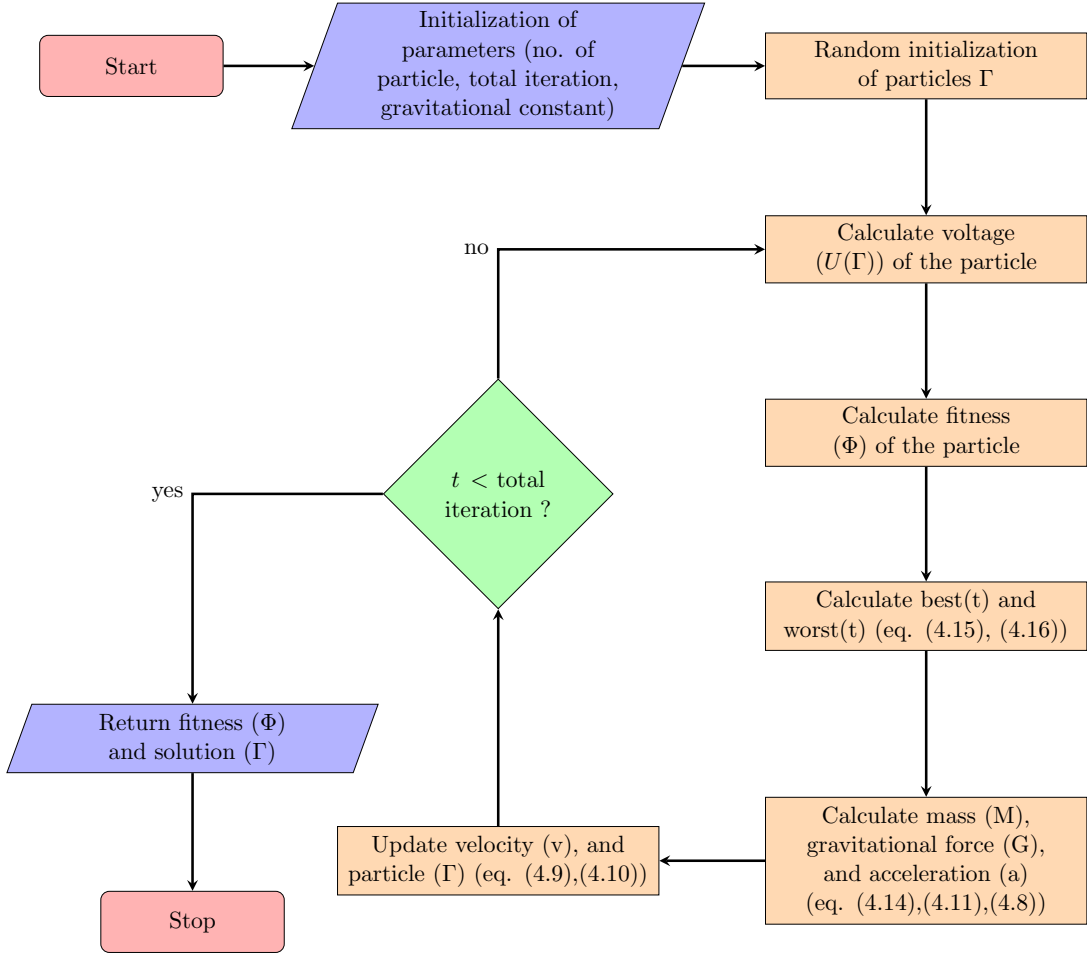 Start
Initialization of
parameters (no. of
particle, total iteration,
gravitational constant)
Random initialization
of particles Γ
Calculate voltage
(U(Γ)) of the particle
no
Calculate fitness
(Φ) of the particle
t < total
iteration ?
yes
Calculate best(t) and
worst(t) (eq. (4.15), (4.16))
Return fitness (Φ)
and solution (Γ)
Calculate mass (M),
gravitational force (G),
and acceleration (a)
(eq. (4.14),(4.11),(4.8))
Update velocity (v), and
particle (Γ) (eq. (4.9),(4.10))
Stop